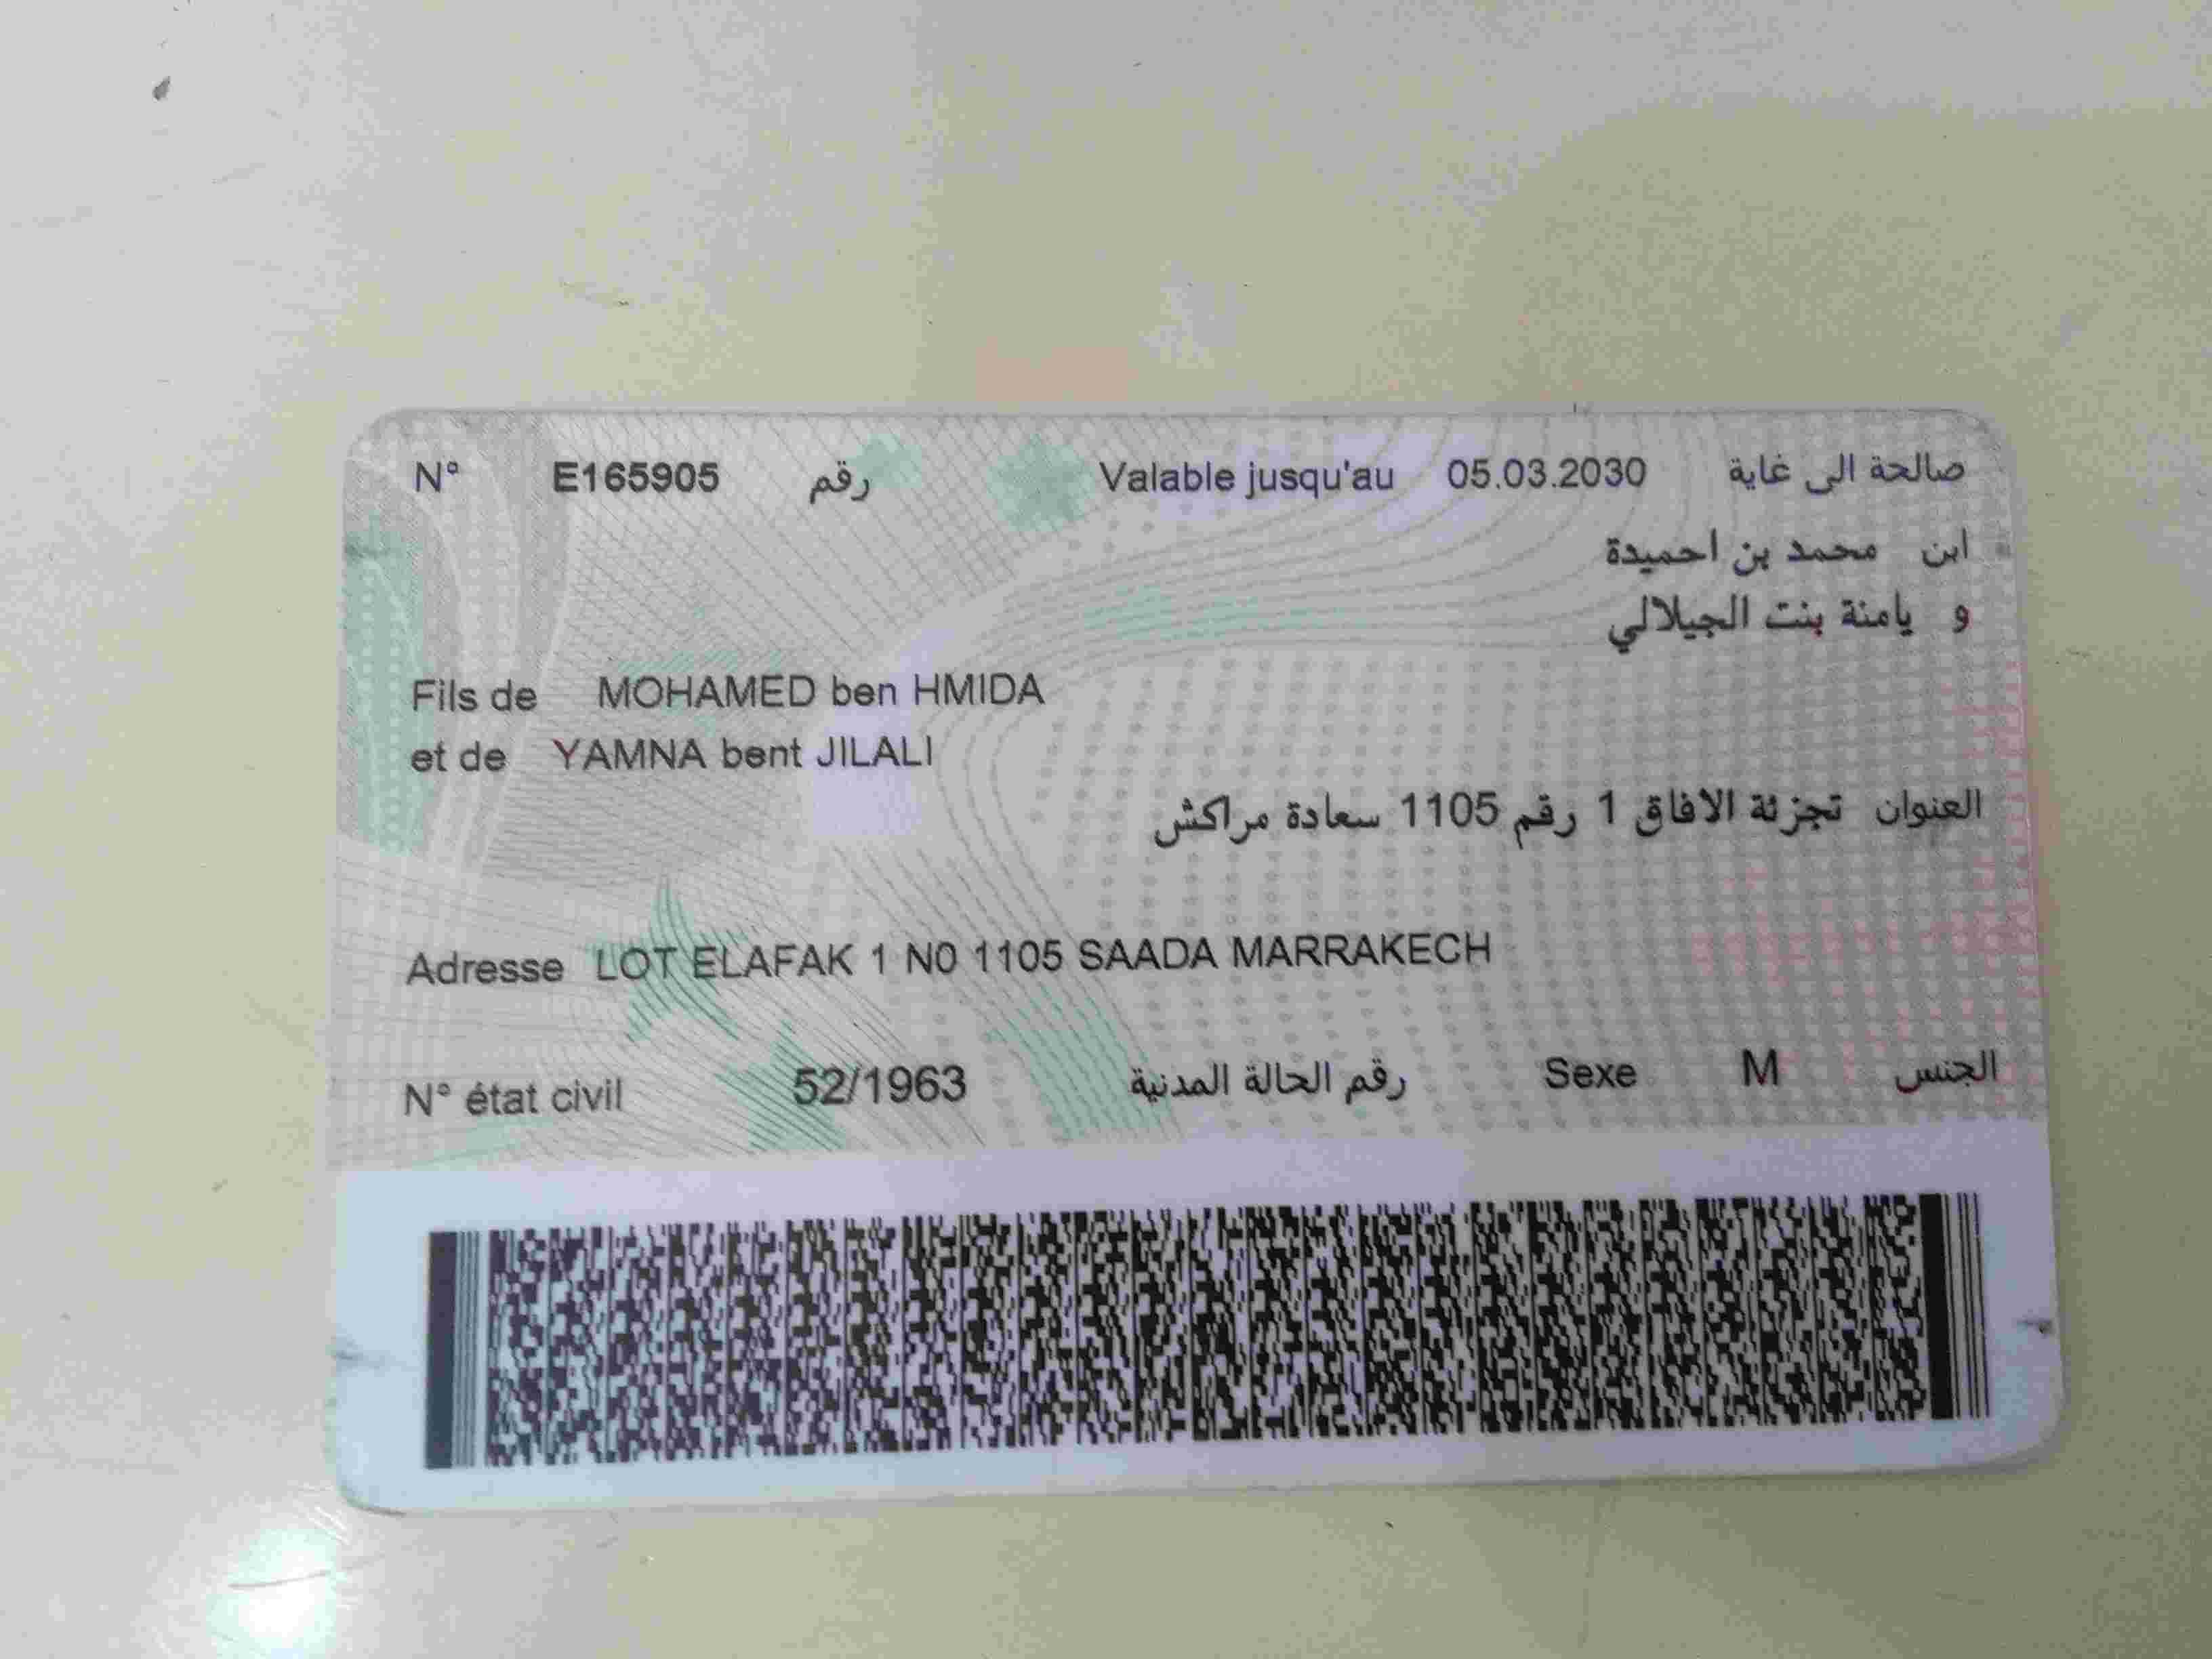 N° E165905 رقم Valable jusqu'au 05.03.2030 صالحة الى غاية
ابن محمد بن احميدة
و يامنة بنت الجيلالي
Fils de MOHAMED ben HMIDA
et de YAMNA bent JILALI
العنوان تجزئة الافاق 1 رقم 1105 سعادة مراكش
Adresse LOT ELAFAK 1 N0 1105 SAADA MARRAKECH
N° état civil 52/1963 رقم الحالة المدنية Sexe M الجنس